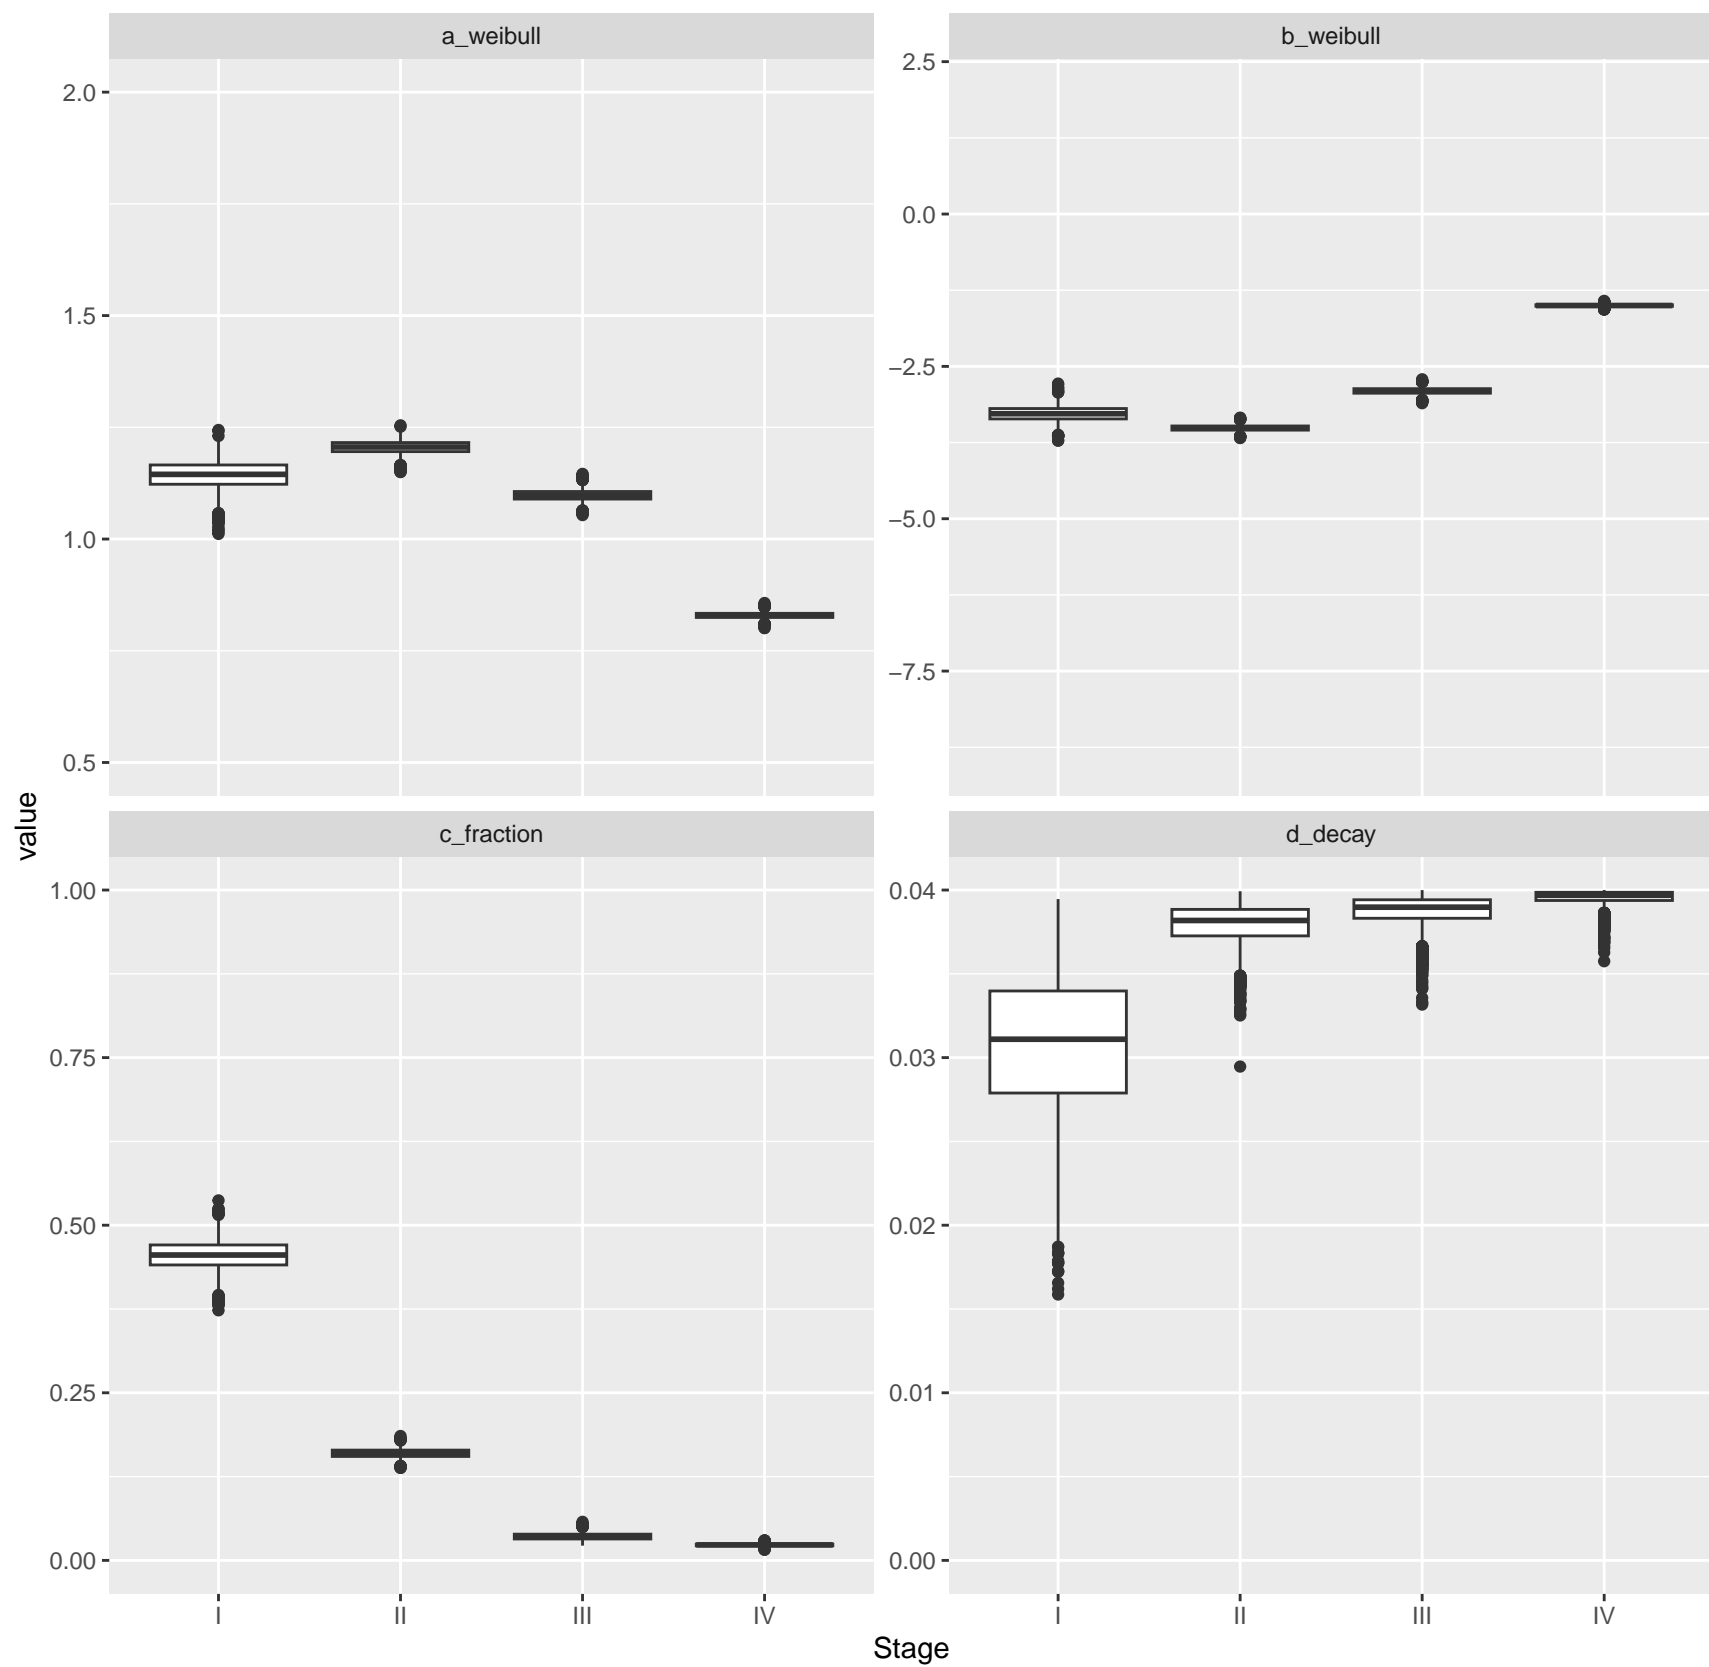 a_weibull
b_weibull
2.0
1.5
1.0
0.5
2.5
0.0
−2.5
−5.0
−7.5
value
c_fraction
d_decay
1.00
0.75
0.50
0.25
0.00
0.04
0.03
0.02
0.01
0.00
I II III IV
I II III IV
Stage